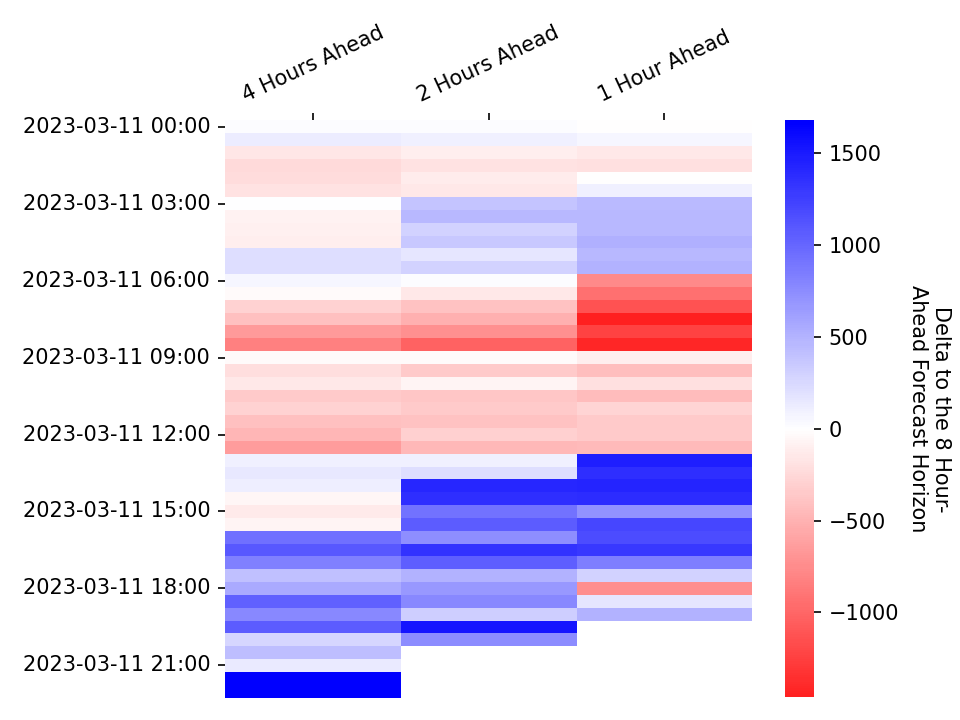 4 Hours Ahead
2 Hours Ahead
1 Hour Ahead
2023-03-11 00:00
2023-03-11 03:00
2023-03-11 06:00
2023-03-11 09:00
2023-03-11 12:00
2023-03-11 15:00
2023-03-11 18:00
2023-03-11 21:00
1500
1000
500
0
−500
−1000
Delta to the 8 Hour-
Ahead Forecast Horizon